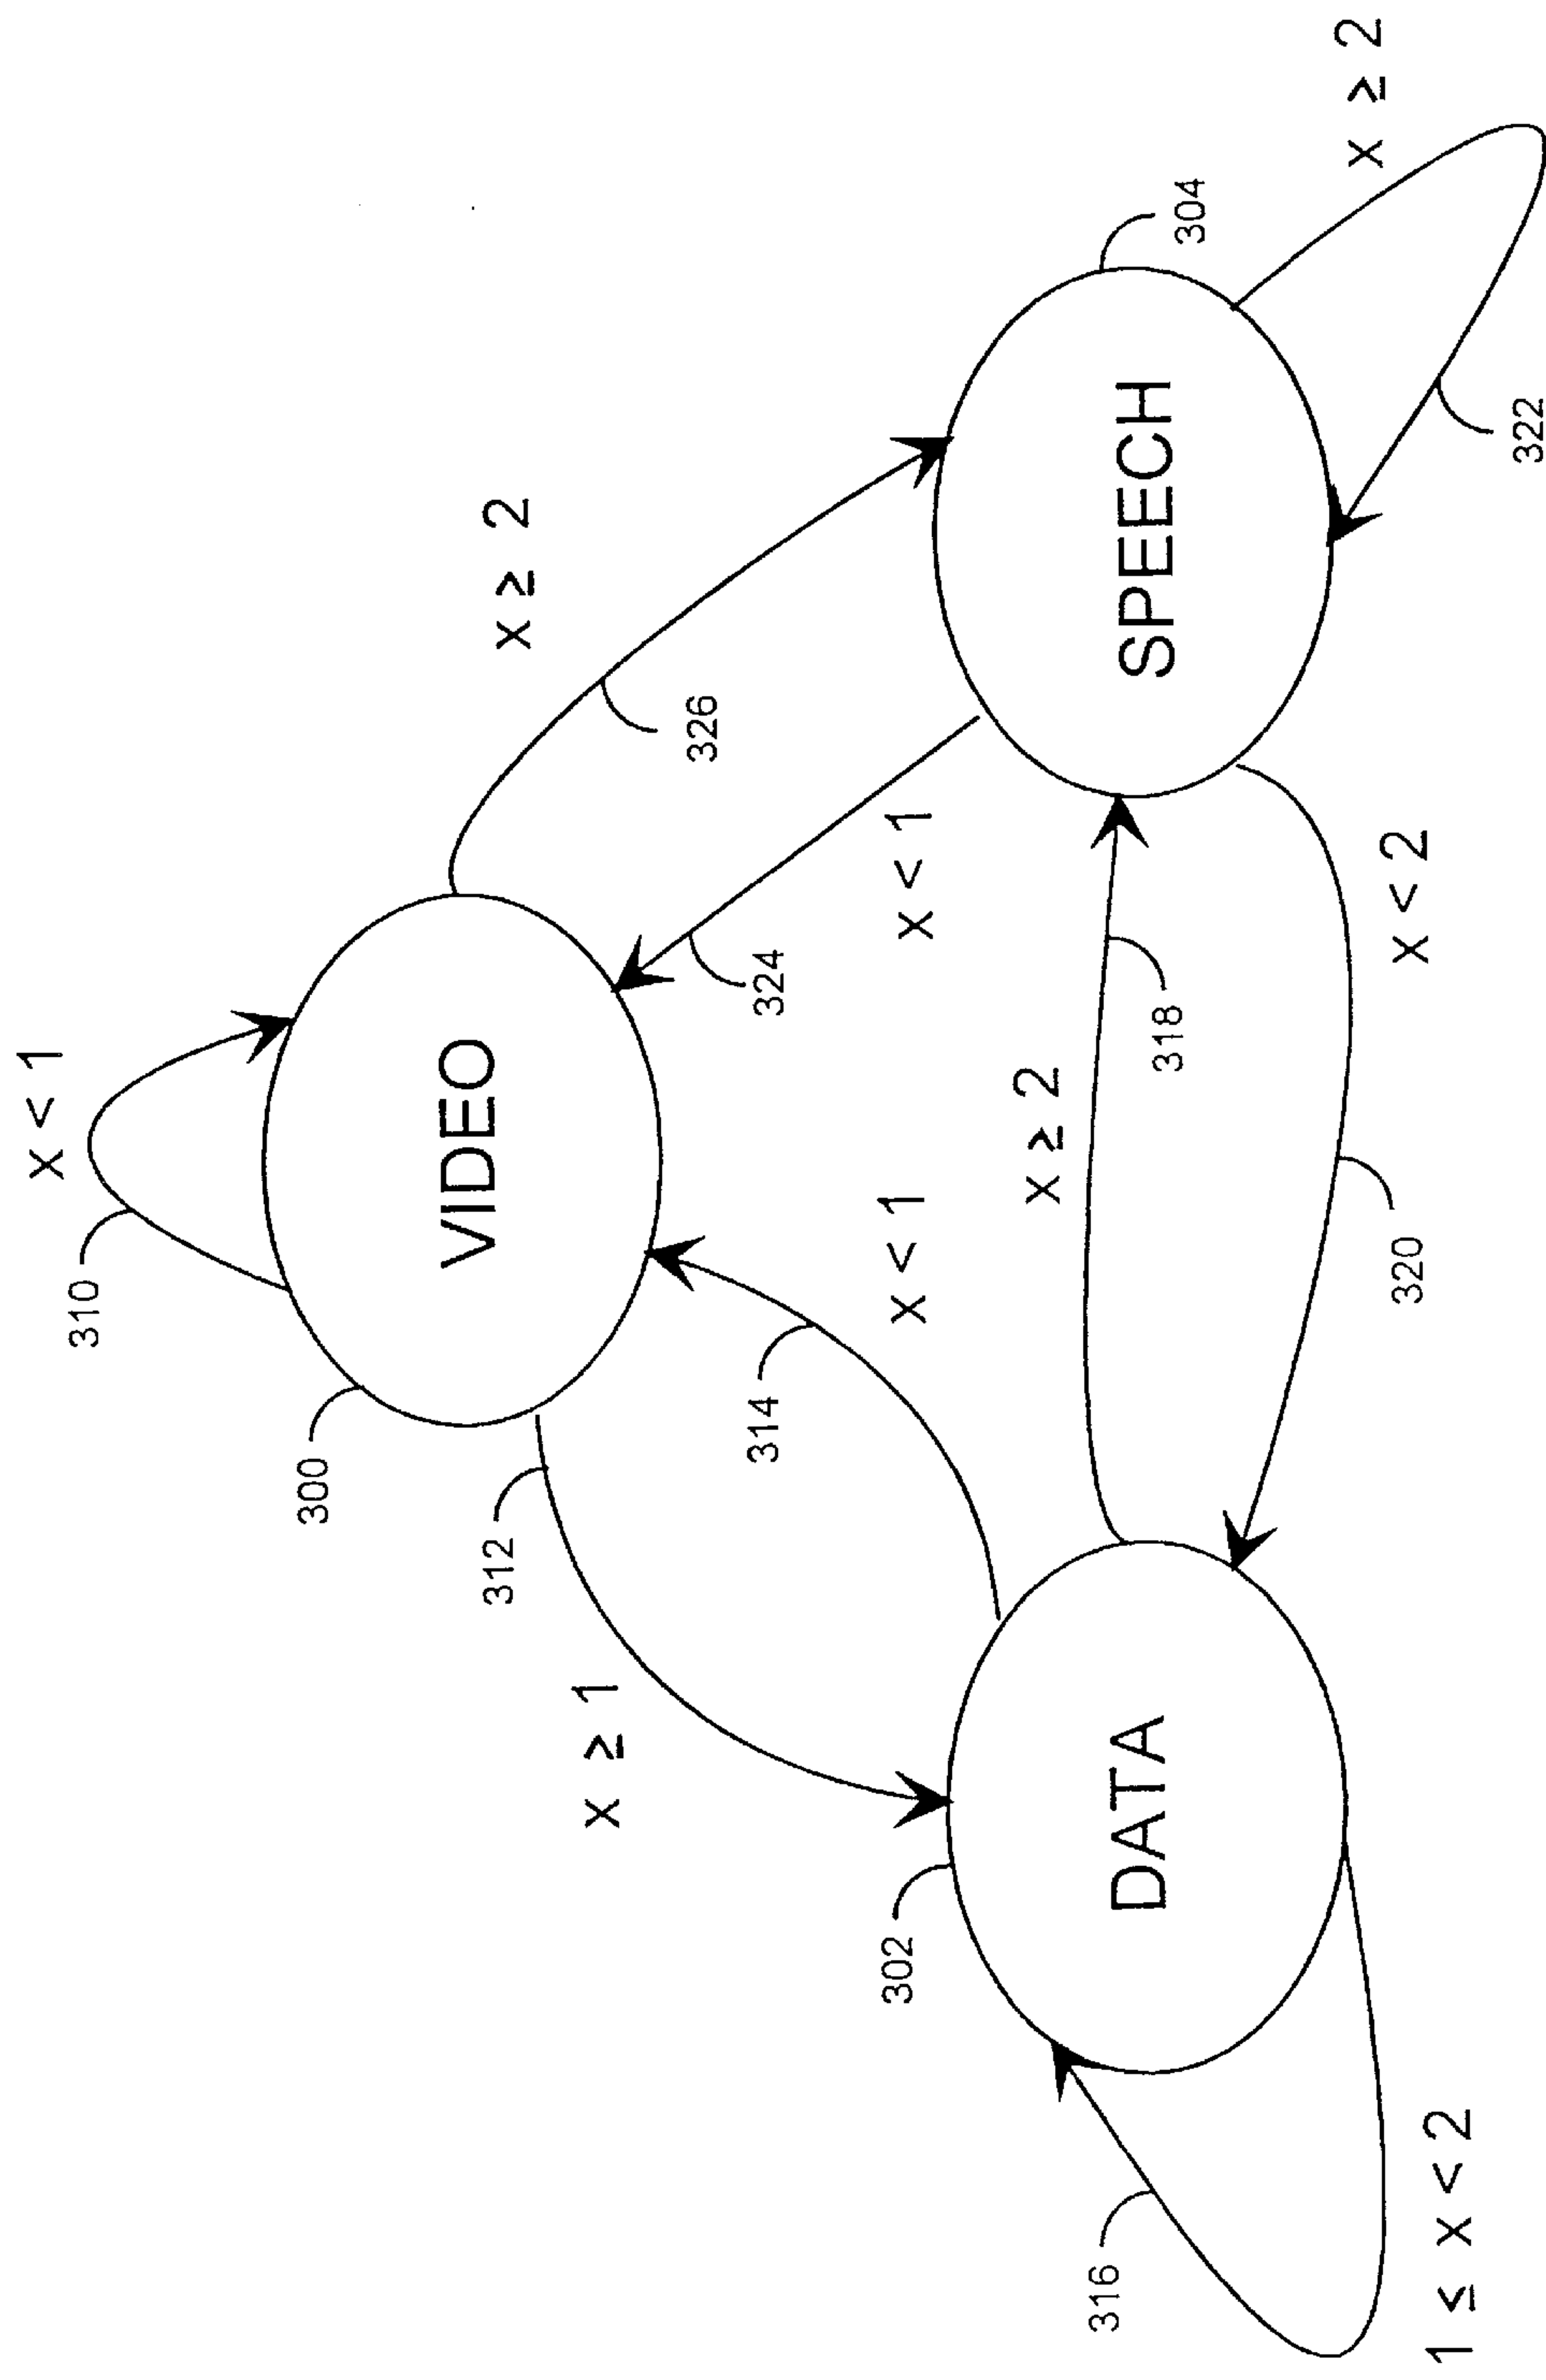 x < 1
310
300
VIDEO
x ≥ 2
326
312
314
324
x ≥ 1
x < 1
x < 1
302
304
x ≥ 2
DATA
SPEECH
318
x ≥ 2
316
320
x < 2
322
1 ≤ x < 2